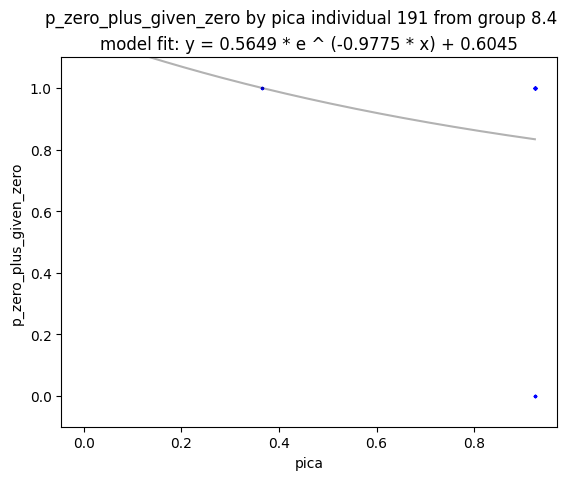 p_zero_plus_given_zero by pica individual 191 from group 8.4
model fit: y = 0.5649 * e ^ (-0.9775 * x) + 0.6045
p_zero_plus_given_zero
1.0
0.8
0.6
0.4
0.2
0.0
0.0 0.2 0.4 0.6 0.8
pica